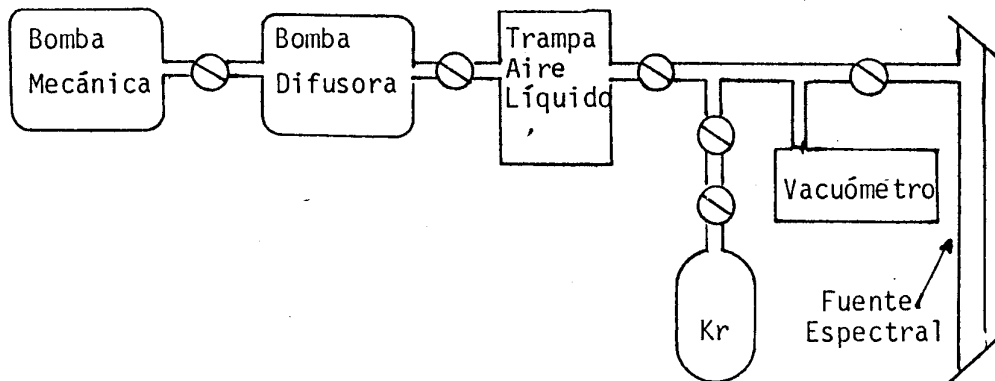 Bomba
Mecánica
Bomba
Difusora
Trampa
Aire
Líquido
Vacuómetro
Kr
Fuente
Espectral